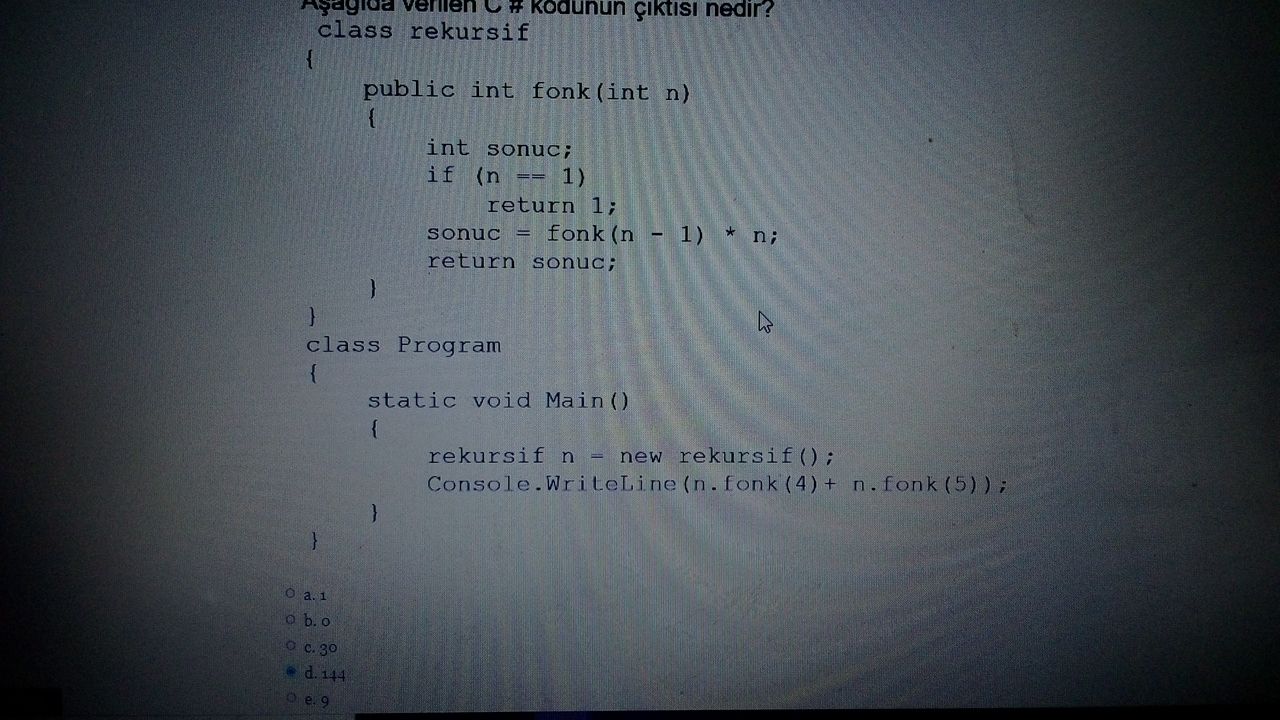 Aşağıda verilen C # kodunun çıktısı nedir?
class rekursif
{
public int fonk(int n)
{
int sonuc;
if (n == 1)
return 1;
sonuc = fonk(n - 1) * n;
return sonuc;
}
}
class Program
{
static void Main()
{
rekursif n = new rekursif();
Console.WriteLine(n.fonk(4)+ n.fonk(5));
}
}
a. 1
b. 0
c. 30
d. 144
e. 9